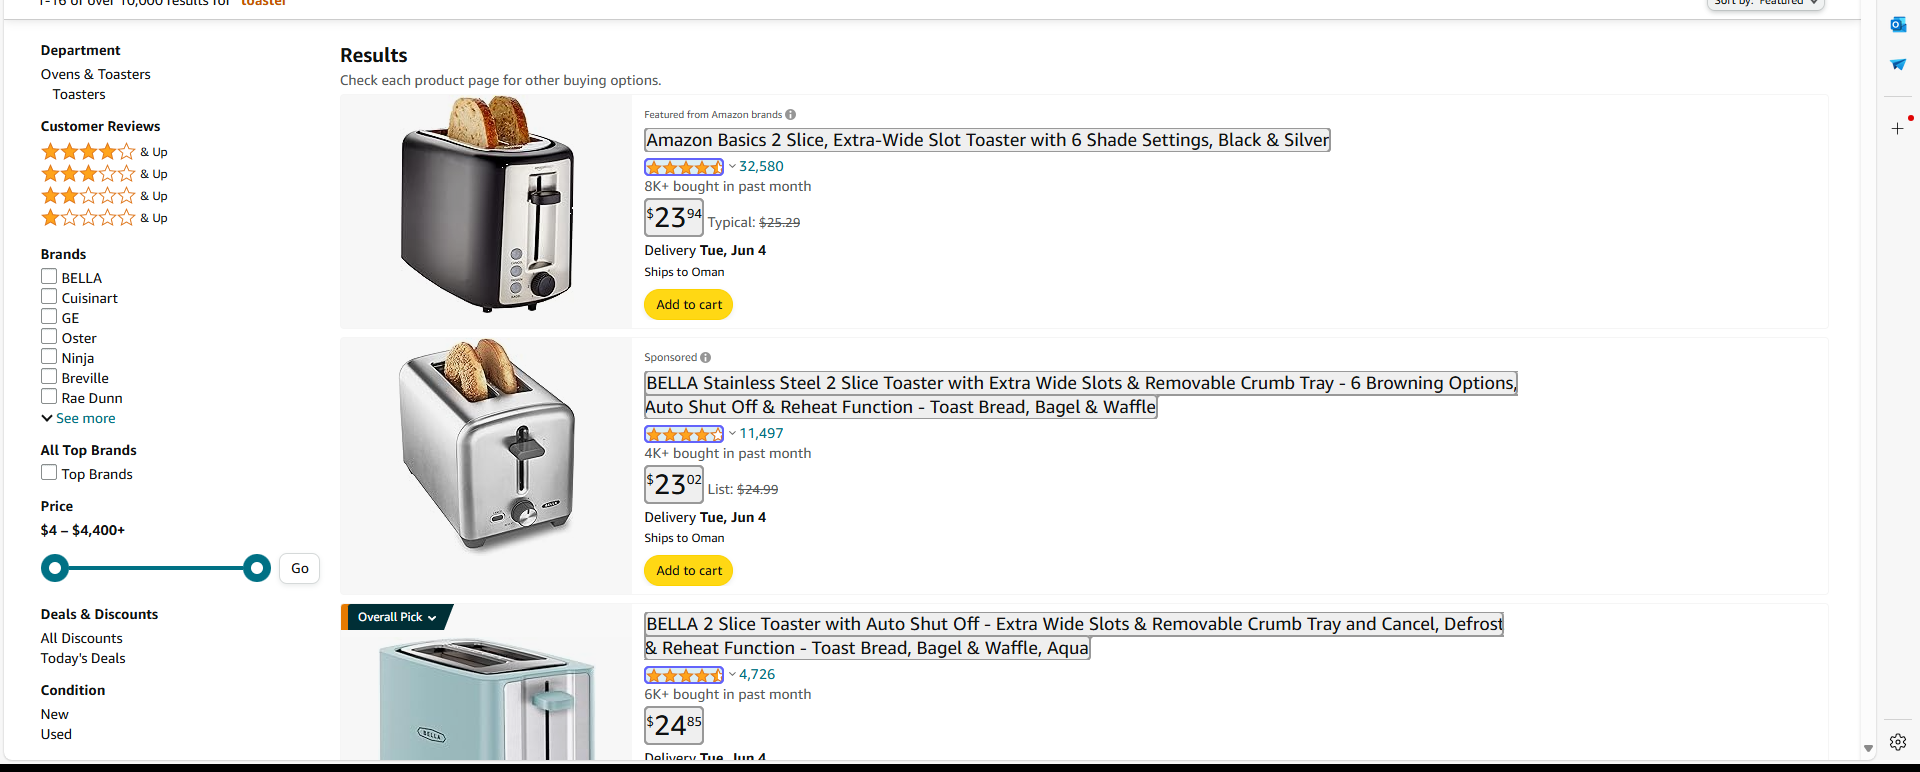 1-16 of over 10,000 results for "toaster"
Sort by: Featured
Department
Ovens & Toasters
Toasters
Customer Reviews
& Up
& Up
& Up
& Up
Brands
BELLA
Cuisinart
GE
Oster
Ninja
Breville
Rae Dunn
See more
All Top Brands
Top Brands
Price
$4 – $4,400+
Go
Deals & Discounts
All Discounts
Today's Deals
Condition
New
Used
Results
Check each product page for other buying options.
Featured from Amazon brands
Amazon Basics 2 Slice, Extra-Wide Slot Toaster with 6 Shade Settings, Black & Silver
32,580
8K+ bought in past month
$23 94 Typical: $25.29
Delivery Tue, Jun 4
Ships to Oman
Add to cart
Sponsored
BELLA Stainless Steel 2 Slice Toaster with Extra Wide Slots & Removable Crumb Tray - 6 Browning Options,
Auto Shut Off & Reheat Function - Toast Bread, Bagel & Waffle
11,497
4K+ bought in past month
$23 02 List: $24.99
Delivery Tue, Jun 4
Ships to Oman
Add to cart
BELLA
Overall Pick
BELLA 2 Slice Toaster with Auto Shut Off - Extra Wide Slots & Removable Crumb Tray and Cancel, Defrost
& Reheat Function - Toast Bread, Bagel & Waffle, Aqua
4,726
6K+ bought in past month
$24 85
Delivery Tue, Jun 4
BELLA